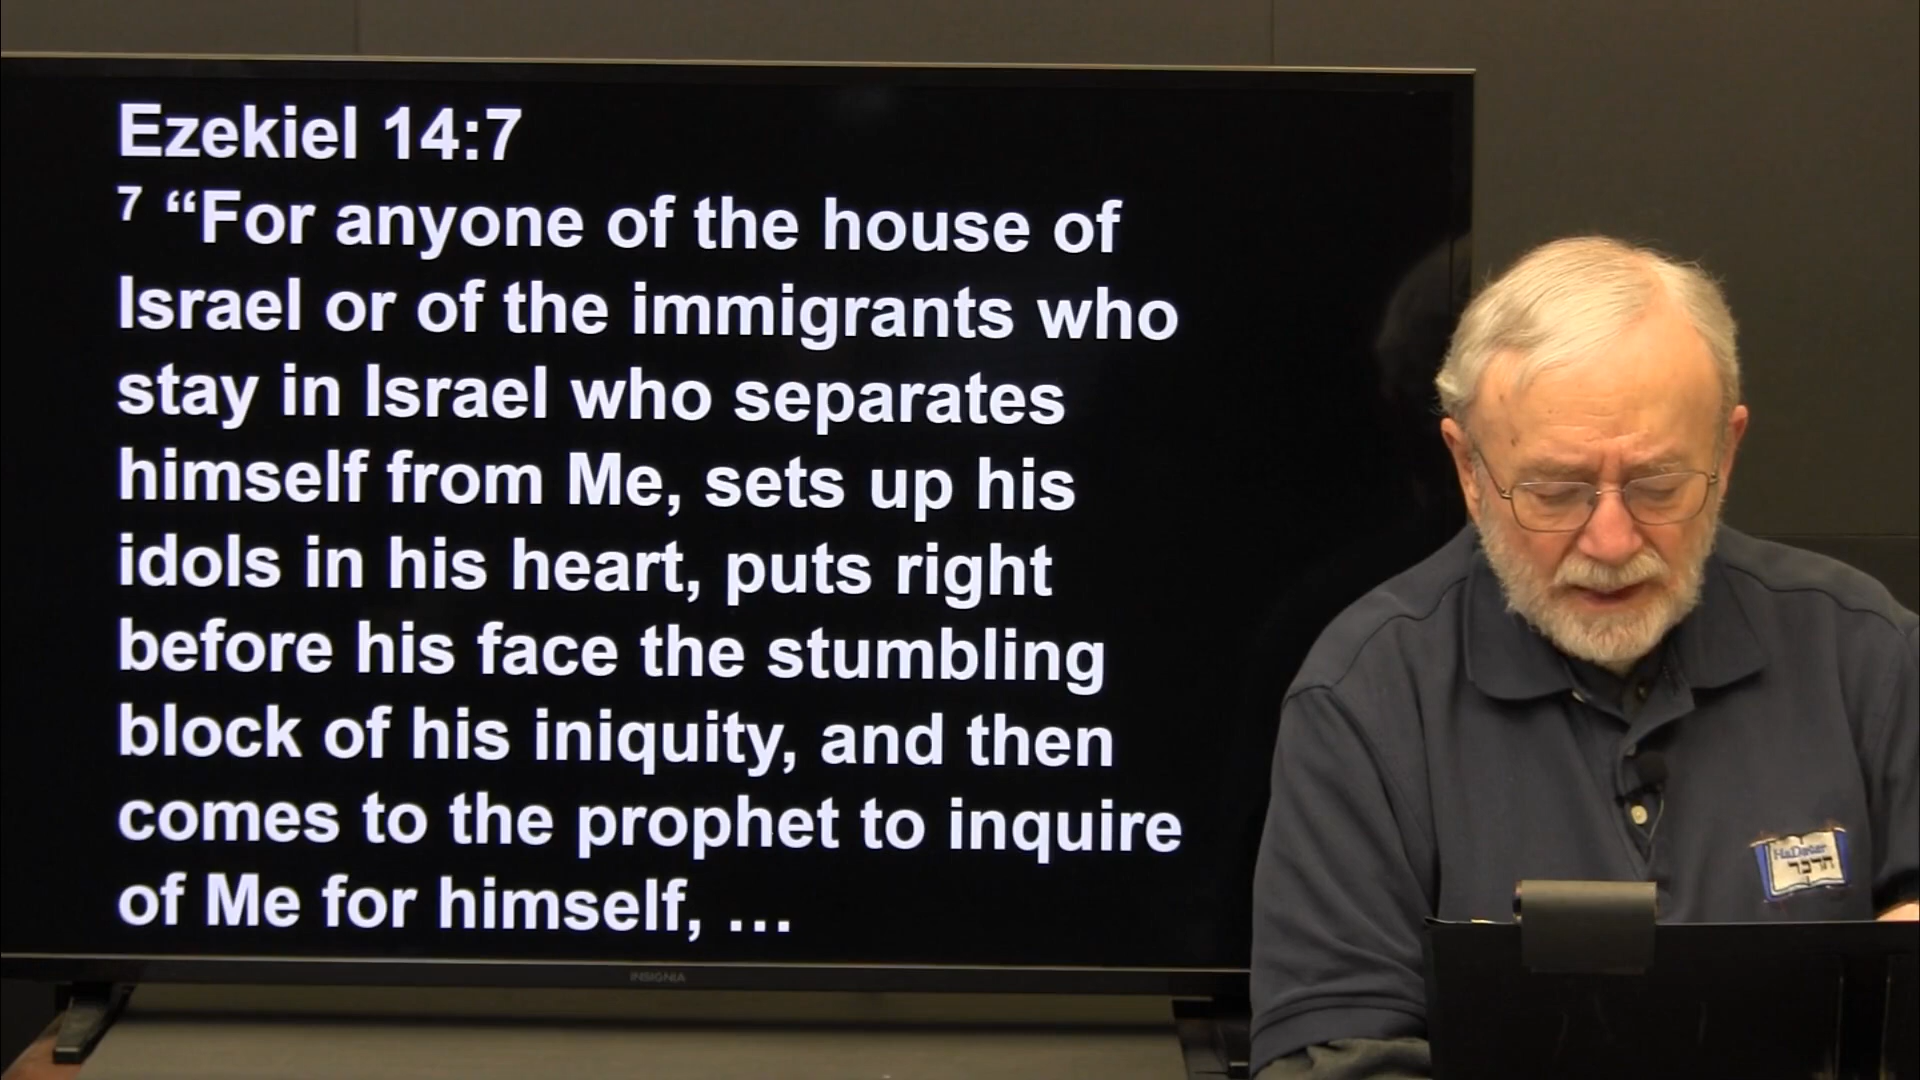 Ezekiel 14:7
7 “For anyone of the house of
Israel or of the immigrants who
stay in Israel who separates
himself from Me, sets up his
idols in his heart, puts right
before his face the stumbling
block of his iniquity, and then
comes to the prophet to inquire
of Me for himself, …
INSIGNIA
HaDavar
הדבר